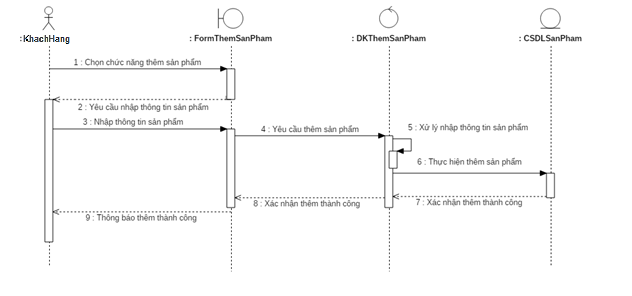 :KhachHang
: FormThemSanPham
: DKThemSanPham
: CSDLSanPham
1 : Chọn chức năng thêm sản phẩm
2 : Yêu cầu nhập thông tin sản phẩm
3 : Nhập thông tin sản phẩm
4 : Yêu cầu thêm sản phẩm
5 : Xử lý nhập thông tin sản phẩm
6 : Thực hiện thêm sản phẩm
7 : Xác nhận thêm thành công
8 : Xác nhận thêm thành công
9 : Thông báo thêm thành công